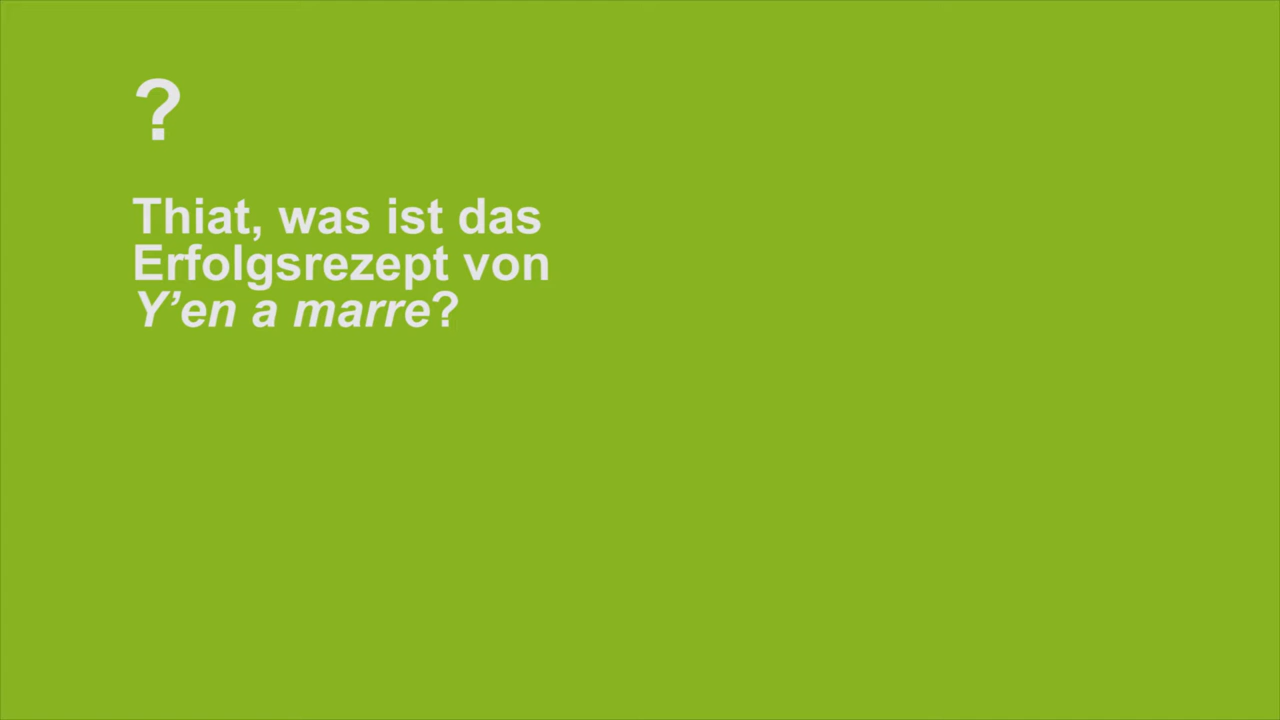 ?
Thiat, was ist das
Erfolgsrezept von
Y’en a marre?